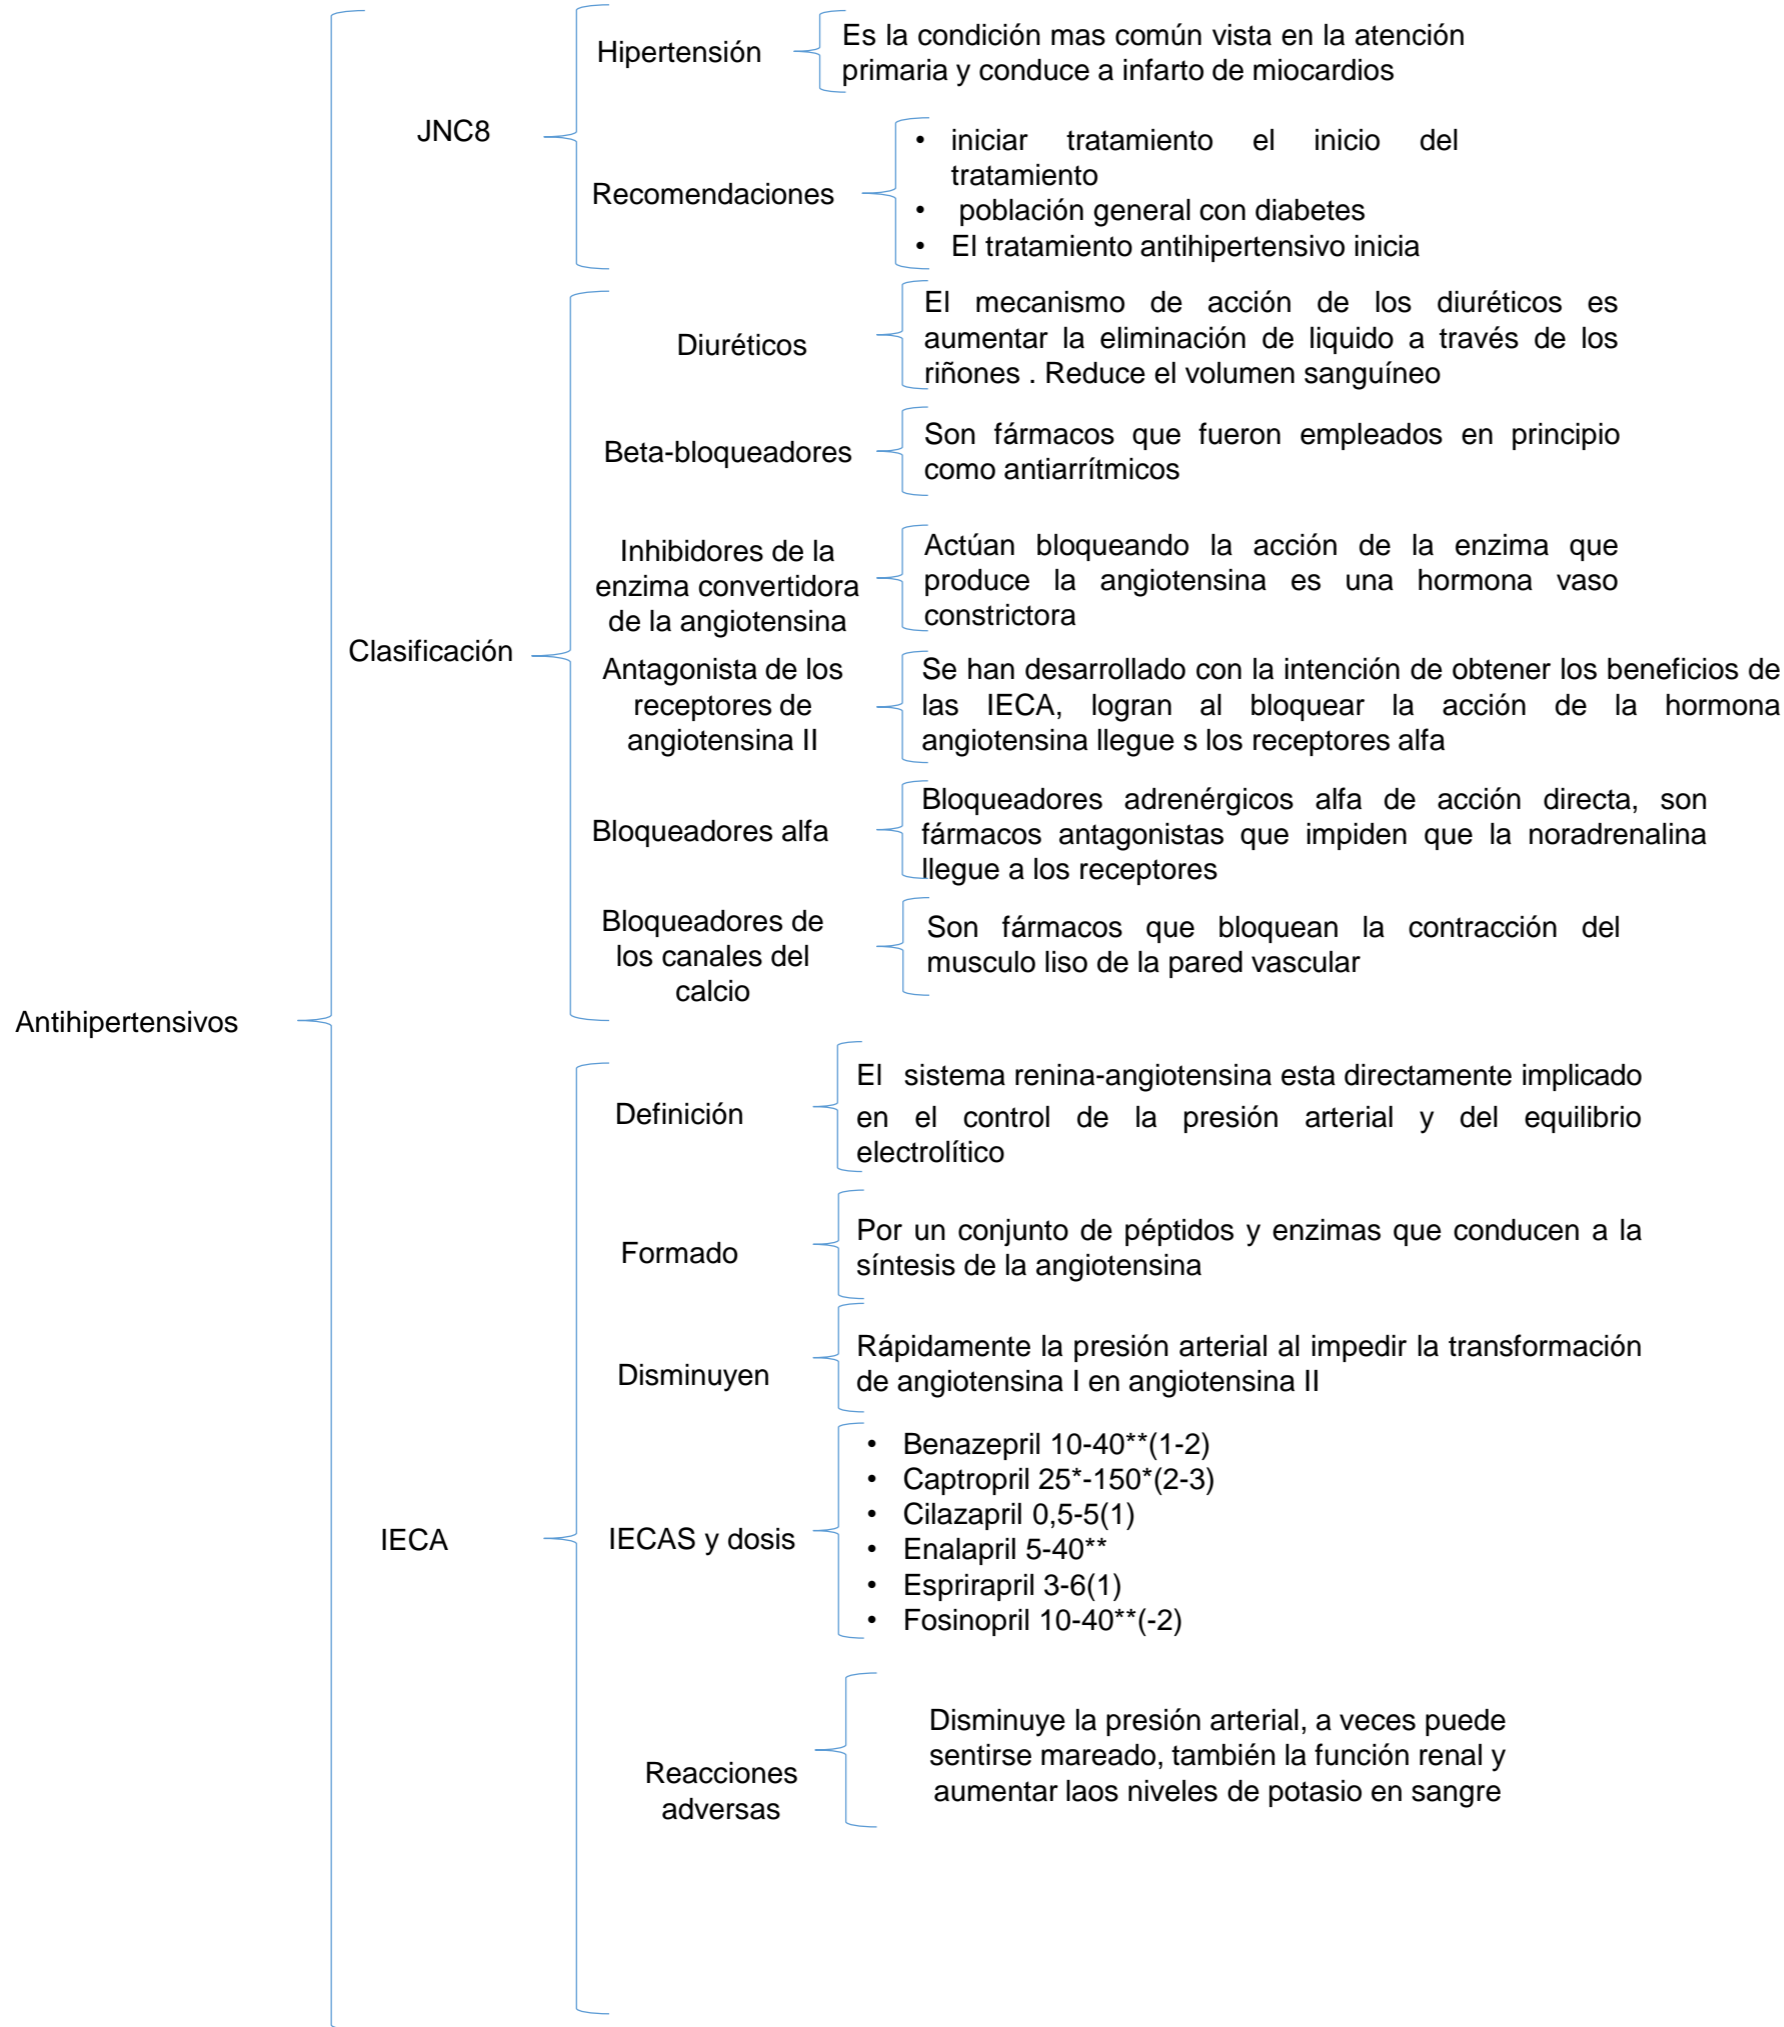 Antihipertensivos
JNC8
Hipertensión
Es la condición mas común vista en la atención
primaria y conduce a infarto de miocardios
Recomendaciones
• iniciar tratamiento el inicio del
tratamiento
• población general con diabetes
• El tratamiento antihipertensivo inicia
Clasificación
Diuréticos
El mecanismo de acción de los diuréticos es
aumentar la eliminación de liquido a través de los
riñones . Reduce el volumen sanguíneo
Beta-bloqueadores
Son fármacos que fueron empleados en principio
como antiarrítmicos
Inhibidores de la
enzima convertidora
de la angiotensina
Actúan bloqueando la acción de la enzima que
produce la angiotensina es una hormona vaso
constrictora
Antagonista de los
receptores de
angiotensina II
Se han desarrollado con la intención de obtener los beneficios de
las IECA, logran al bloquear la acción de la hormona
angiotensina llegue s los receptores alfa
Bloqueadores alfa
Bloqueadores adrenérgicos alfa de acción directa, son
fármacos antagonistas que impiden que la noradrenalina
llegue a los receptores
Bloqueadores de
los canales del
calcio
Son fármacos que bloquean la contracción del
musculo liso de la pared vascular
IECA
Definición
El sistema renina-angiotensina esta directamente implicado
en el control de la presión arterial y del equilibrio
electrolítico
Formado
Por un conjunto de péptidos y enzimas que conducen a la
síntesis de la angiotensina
Disminuyen
Rápidamente la presión arterial al impedir la transformación
de angiotensina I en angiotensina II
IECAS y dosis
• Benazepril 10-40**(1-2)
• Captropril 25*-150*(2-3)
• Cilazapril 0,5-5(1)
• Enalapril 5-40**
• Esprirapril 3-6(1)
• Fosinopril 10-40**(-2)
Reacciones
adversas
Disminuye la presión arterial, a veces puede
sentirse mareado, también la función renal y
aumentar laos niveles de potasio en sangre